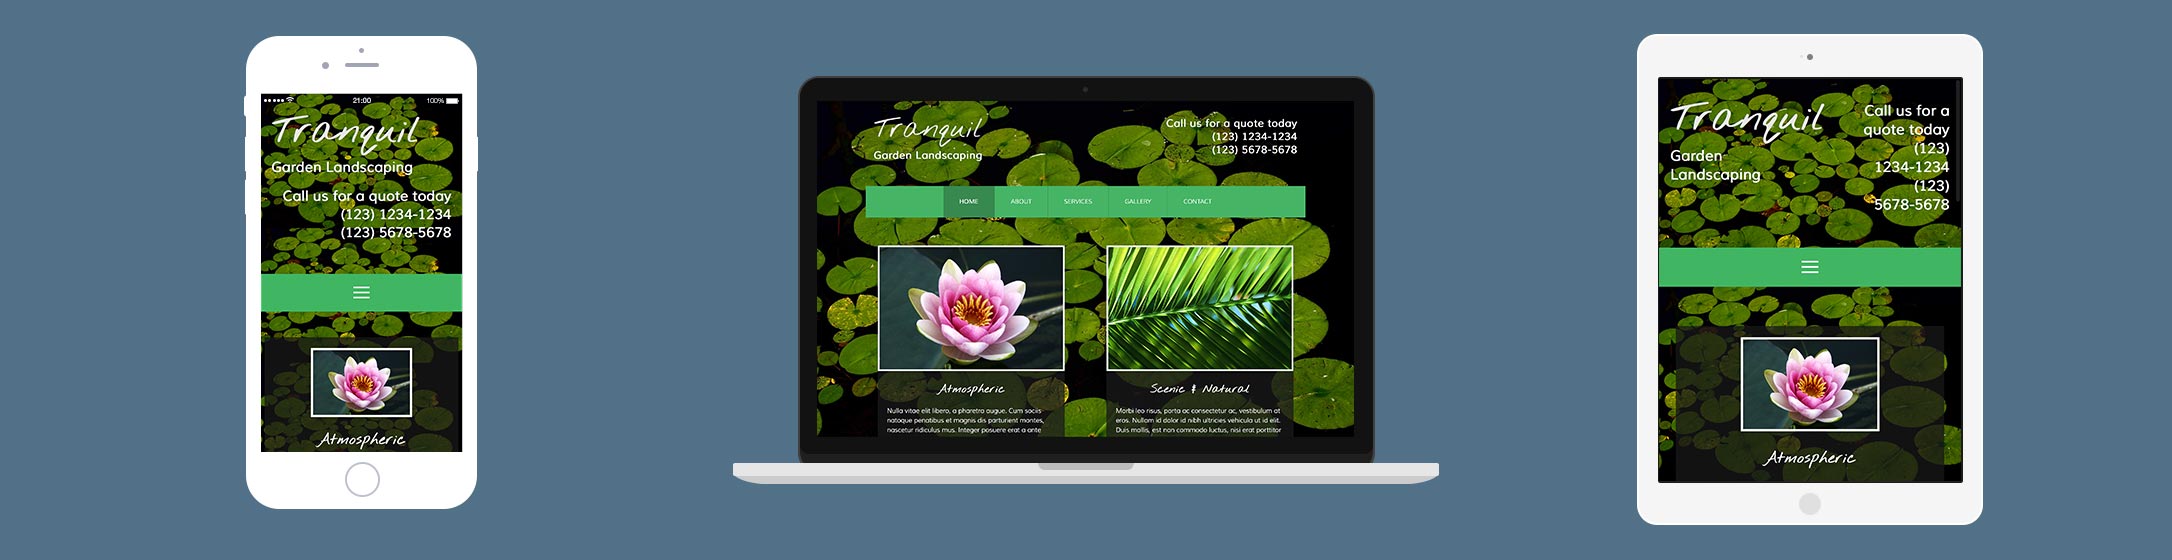 21:00
100%
Tranquil
Garden Landscaping
Call us for a quote today
(123) 1234-1234
(123) 5678-5678
Atmospheric
Tranquil
Garden Landscaping
Call us for a quote today
(123) 1234-1234
(123) 5678-5678
HOME ABOUT SERVICES GALLERY CONTACT
Atmospheric
Nulla vitae elit libero, a pharetra augue. Cum sociis
natoque penatibus et magnis dis parturient montes,
nascetur ridiculus mus. Integer posuere erat a ante
Scenic & Natural
Morbi leo risus, porta ac consectetur ac, vestibulum at
eros. Nullam id dolor id nibh ultricies vehicula ut id elit.
Duis mollis, est non commodo luctus, nisi erat porttitor
Tranquil
Garden
Landscaping
Call us for a
quote today
(123)
1234-1234
(123)
5678-5678
Atmospheric